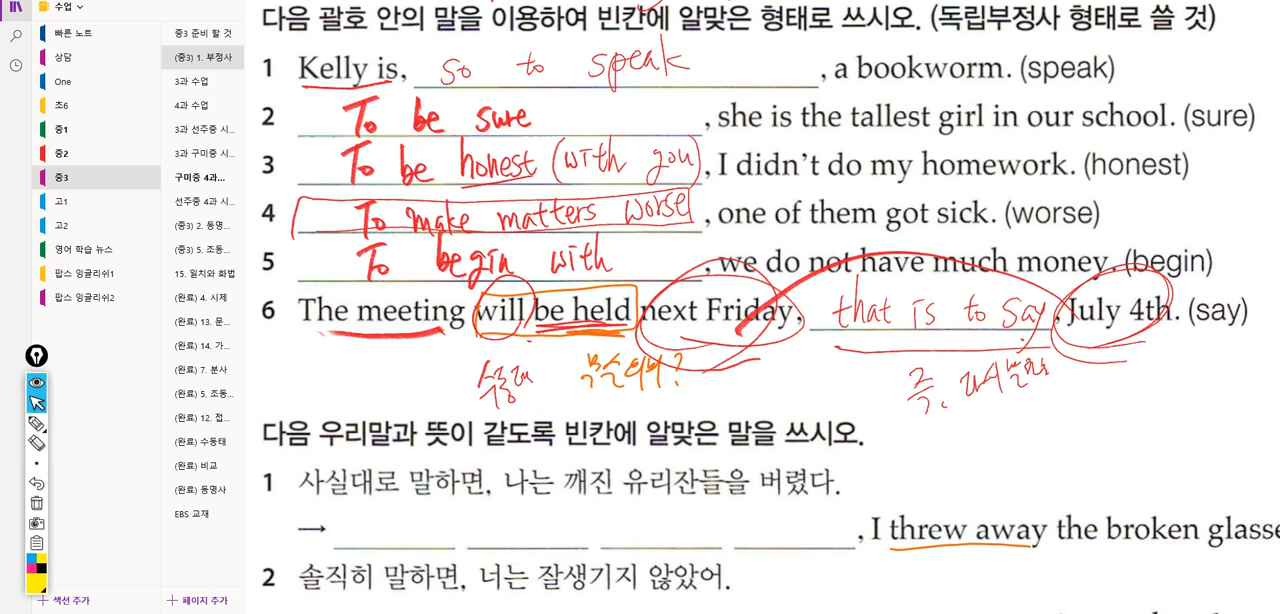 수업
빠른 노트
상담
One
초6
중1
중2
중3
고1
고2
영어 학습 뉴스
팝스 잉글리쉬1
팝스 잉글리쉬2
섹션 추가
중3 준비 할 것
(중3) 1. 부정사
3과 수업
4과 수업
3과 선주중 시...
3과 구미중 시...
구미중 4과...
선주중 4과 시...
(중3) 2. 동명...
(중3) 5. 조동...
15. 일치와 화법
(완료) 4. 시제
(완료) 13. 문...
(완료) 14. 가...
(완료) 7. 분사
(완료) 5. 조동...
(완료) 12. 접...
(완료) 수동태
(완료) 비교
(완료) 동명사
EBS 교재
페이지 추가
다음 괄호 안의 말을 이용하여 빈칸에 알맞은 형태로 쓰시오. (독립부정사 형태로 쓸 것)
1 Kelly is, so to speak, a bookworm. (speak)
2 To be sure, she is the tallest girl in our school. (sure)
3 To be honest (with you), I didn't do my homework. (honest)
4 To make matters worse, one of them got sick. (worse)
5 To begin with, we do not have much money. (begin)
6 The meeting will be held next Friday, that is to say, July 4th. (say)
수동태
즉, 다시말해
다음 우리말과 뜻이 같도록 빈칸에 알맞은 말을 쓰시오.
1 사실대로 말하면, 나는 깨진 유리잔들을 버렸다.
→ , I threw away the broken glasse
2 솔직히 말하면, 너는 잘생기지 않았어.